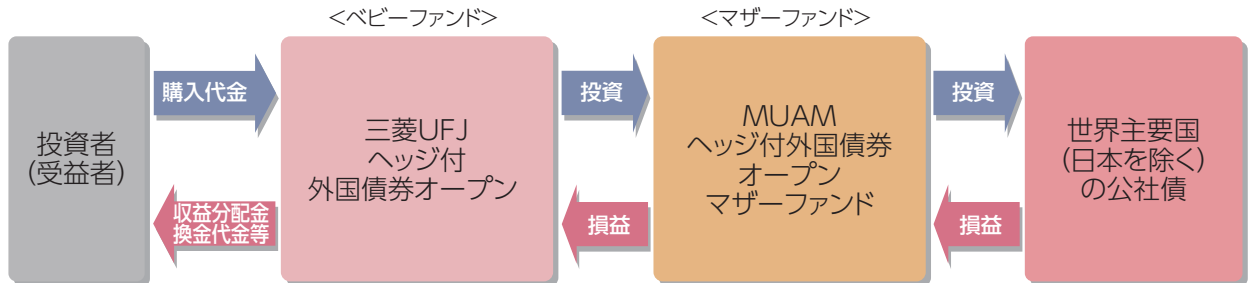 <ベビーファンド>
<マザーファンド>
投資者
(受益者)
購入代金
収益分配金
換金代金等
三菱UFJ
ヘッジ付
外国債券オープン
投資
損益
MUAM
ヘッジ付外国債券
オープン
マザーファンド
投資
損益
世界主要国
(日本を除く)
の公社債